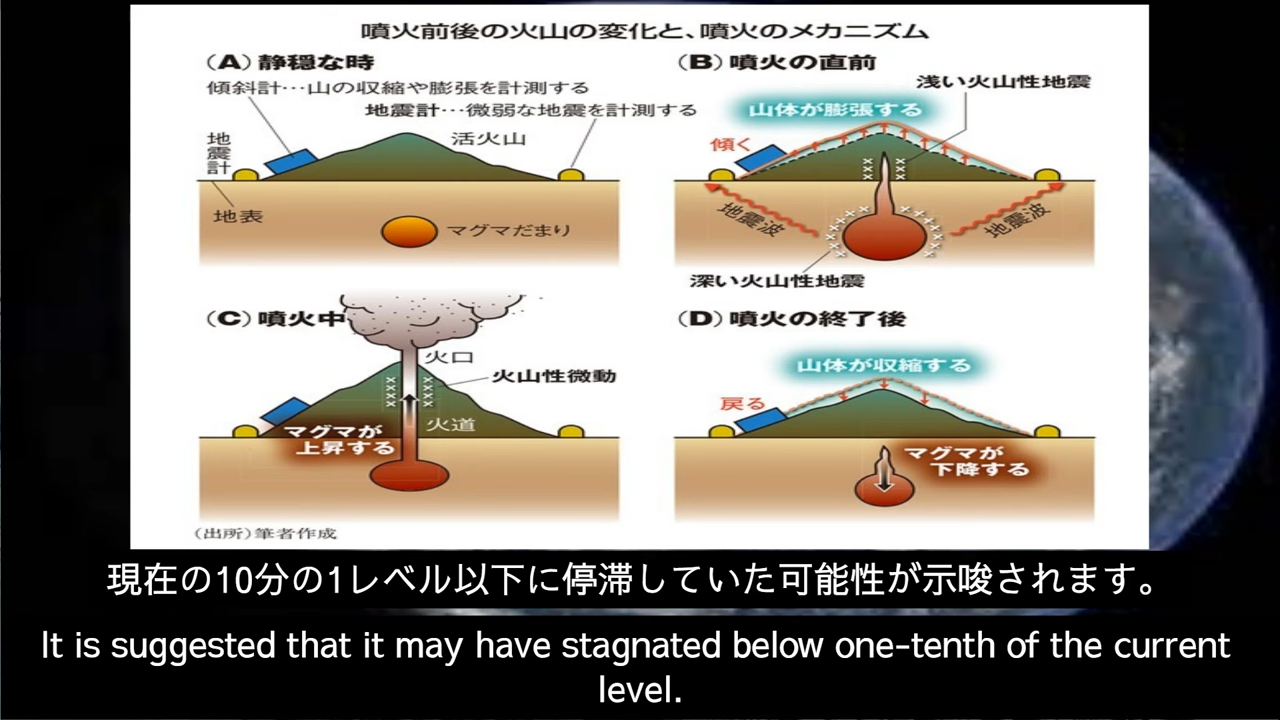 噴火前後の火山の変化と、噴火のメカニズム
(A)静穏な時
傾斜計…山の収縮や膨張を計測する
地震計…微弱な地震を計測する
地震計
活火山
地表
マグマだまり
(B)噴火の直前
浅い火山性地震
山体が膨張する
傾く
地震波
地震波
深い火山性地震
(C)噴火中
火口
火山性微動
火道
マグマが
上昇する
(D)噴火の終了後
山体が収縮する
戻る
マグマが
下降する
(出所)筆者作成
現在の10分の1レベル以下に停滞していた可能性が示唆されます。
It is suggested that it may have stagnated below one-tenth of the current
level.